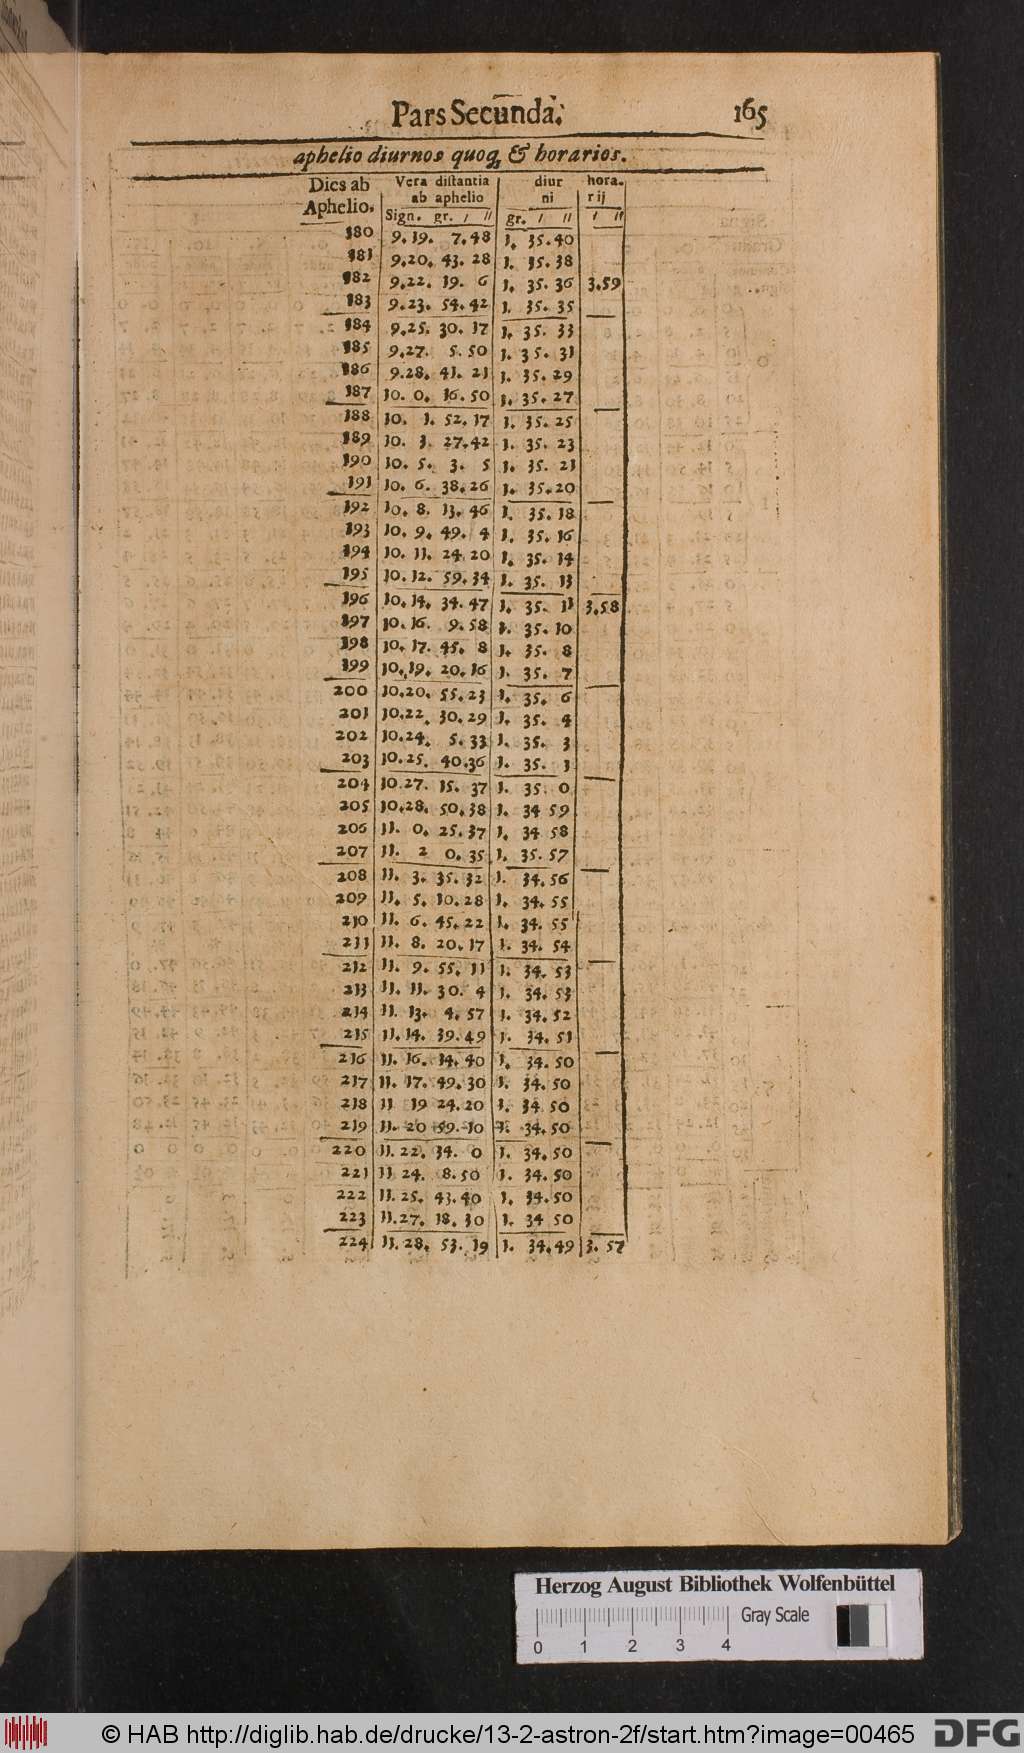 Pars Secunda. 165
aphelio diurnos quoq; & horarios.
Dies ab Vera distantia diur hora.
Aphelio. ab aphelio ni rij
Sign. gr. / // gr. / // / //
180 9. 19. 7. 48 1. 35. 40
181 9. 20. 43. 28 1. 35. 38
182 9. 22. 19. 6 1. 35. 36 3. 59
183 9. 23. 54. 42 1. 35. 35
184 9. 25. 30. 17 1. 35. 33
185 9. 27. 5. 50 1. 35. 31
186 9. 28. 41. 21 1. 35. 29
187 10. 0. 16. 50 1. 35. 27
188 10. 1. 52. 17 1. 35. 25
189 10. 3. 27. 42 1. 35. 23
190 10. 5. 3. 5 1. 35. 21
191 10. 6. 38. 26 1. 35. 20
192 10. 8. 13. 46 1. 35. 18
193 10. 9. 49. 4 1. 35. 16
194 10. 11. 24. 20 1. 35. 14
195 10. 12. 59. 34 1. 35. 13
196 10. 14. 34. 47 1. 35. 11 3. 58
197 10. 16. 9. 58 1. 35. 10
198 10. 17. 45. 8 1. 35. 8
199 10. 19. 20. 16 1. 35. 7
200 10. 20. 55. 23 1. 35. 6
201 10. 22. 30. 29 1. 35. 4
202 10. 24. 5. 33 1. 35. 3
203 10. 25. 40. 36 1. 35. 1
204 10 27. 15. 37 1. 35. 0
205 10. 28. 50. 38 1. 34 59
206 11. 0. 25. 37 1. 34 58
207 11. 2 0. 35 1. 35. 57
208 11. 3. 35. 32 1. 34. 56
209 11. 5. 10. 28 1. 34. 55
210 11. 6. 45. 22 1. 34. 55
211 11. 8. 20. 17 1. 34. 54
212 11. 9. 55. 11 1. 34. 53
213 11. 11. 30. 4 1. 34. 53
214 11. 13. 4. 57 1. 34. 52
215 11. 14. 39. 49 1. 34. 51
216 11. 16. 14. 40 1. 34. 50
217 11. 17. 49. 30 1. 34. 50
218 11 19 24. 20 1. 34 50
219 11. 20 59. 10 1. 34. 50
220 11. 22. 34. 0 1. 34. 50
221 11 24. 8. 50 1. 34. 50
222 11. 25. 43. 40 1. 34. 50
223 11. 27. 18. 30 1. 34 50
224 11. 28. 53. 19 1. 34. 49 3. 57
Herzog August Bibliothek Wolfenbüttel
Gray Scale
0 1 2 3 4
© HAB http://diglib.hab.de/drucke/13-2-astron-2f/start.htm?image=00465 DFG